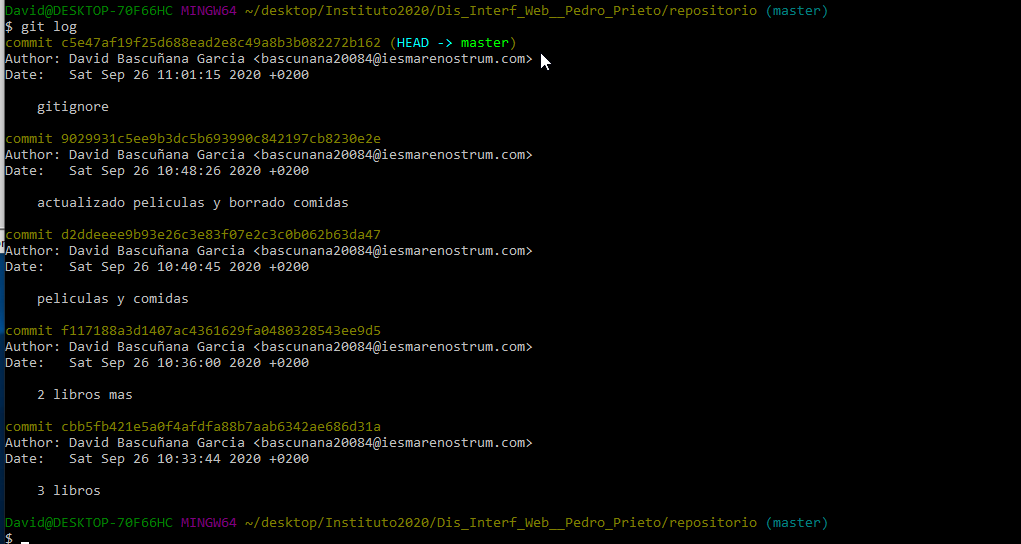 David@DESKTOP-70F66HC MINGW64 ~/desktop/Instituto2020/Dis_Interf_Web__Pedro_Prieto/repositorio (master)
$ git log
commit c5e47af19f25d688ead2e8c49a8b3b082272b162 (HEAD -> master)
Author: David Bascuñana Garcia <bascunana20084@iesmarenostrum.com>
Date:   Sat Sep 26 11:01:15 2020 +0200
gitignore
commit 9029931c5ee9b3dc5b693990c842197cb8230e2e
Author: David Bascuñana Garcia <bascunana20084@iesmarenostrum.com>
Date:   Sat Sep 26 10:48:26 2020 +0200
actualizado peliculas y borrado comidas
commit d2ddeeee9b93e26c3e83f07e2c3c0b062b63da47
Author: David Bascuñana Garcia <bascunana20084@iesmarenostrum.com>
Date:   Sat Sep 26 10:40:45 2020 +0200
peliculas y comidas
commit f117188a3d1407ac4361629fa0480328543ee9d5
Author: David Bascuñana Garcia <bascunana20084@iesmarenostrum.com>
Date:   Sat Sep 26 10:36:00 2020 +0200
2 libros mas
commit cbb5fb421e5a0f4afdfa88b7aab6342ae686d31a
Author: David Bascuñana Garcia <bascunana20084@iesmarenostrum.com>
Date:   Sat Sep 26 10:33:44 2020 +0200
3 libros
David@DESKTOP-70F66HC MINGW64 ~/desktop/Instituto2020/Dis_Interf_Web__Pedro_Prieto/repositorio (master)
$